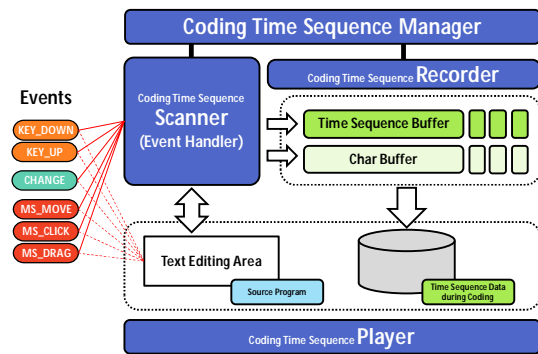 Coding Time Sequence Manager
Coding Time Sequence
Scanner
(Event Handler)
Coding Time Sequence Recorder
Events
KEY_DOWN
KEY_UP
CHANGE
MS_MOVE
MS_CLICK
MS_DRAG
Time Sequence Buffer
Char Buffer
Text Editing Area
Source Program
Time Sequence Data
during Coding
Coding Time Sequence Player